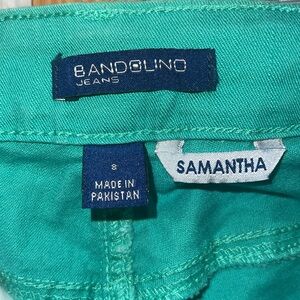 BANDOLINO
JEANS
8
MADE IN
PAKISTAN
SAMANTHA